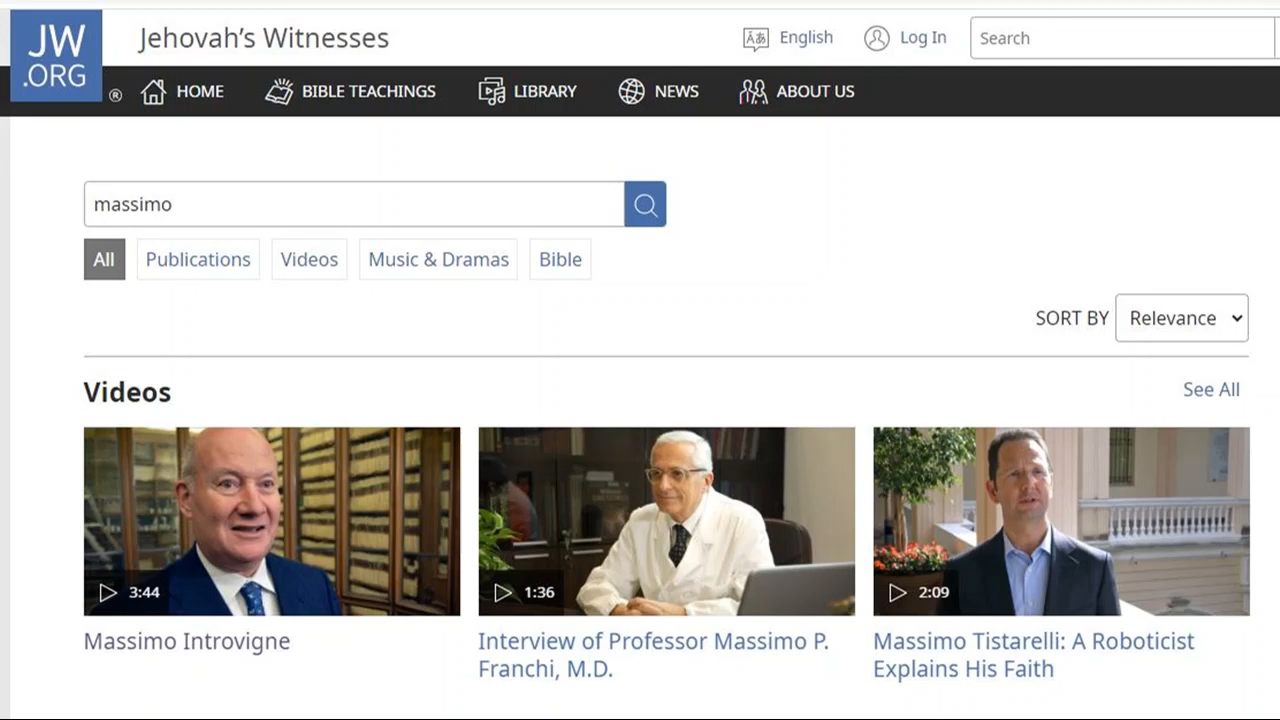 JW
.ORG
®
Jehovah's Witnesses
English
Log In
Search
HOME
BIBLE TEACHINGS
LIBRARY
NEWS
ABOUT US
massimo
All
Publications
Videos
Music & Dramas
Bible
SORT BY
Relevance
Videos
See All
3:44
1:36
2:09
Massimo Introvigne
Interview of Professor Massimo P.
Franchi, M.D.
Massimo Tistarelli: A Roboticist
Explains His Faith